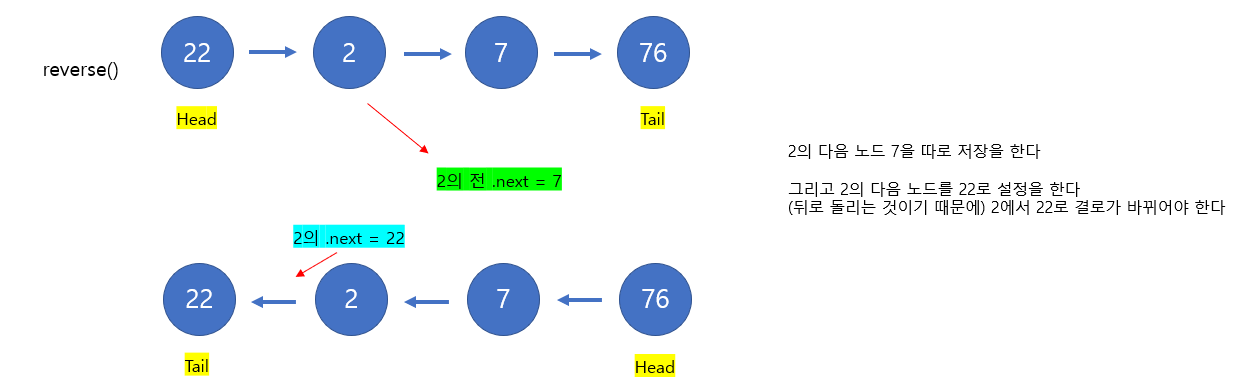 reverse()
22
2
7
76
Head
Tail
2의 전 .next = 7
2의 다음 노드 7을 따로 저장을 한다
그리고 2의 다음 노드를 22로 설정을 한다
(뒤로 돌리는 것이기 때문에) 2에서 22로 결로가 바뀌어야 한다
2의 .next = 22
22
2
7
76
Tail
Head